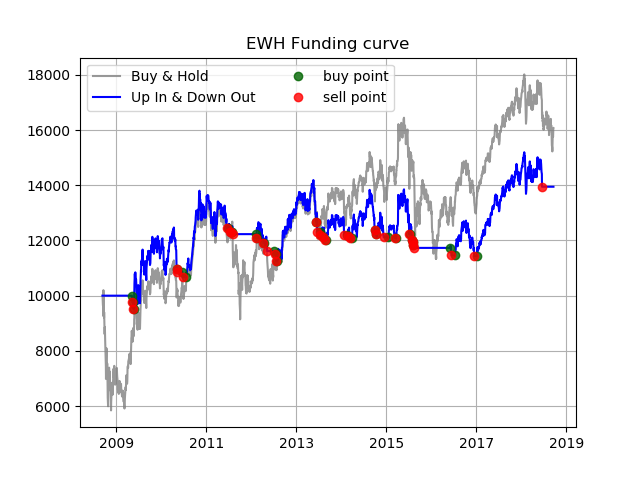 EWH Funding curve
Buy & Hold
Up In & Down Out
buy point
sell point
18000
16000
14000
12000
10000
8000
6000
2009 2011 2013 2015 2017 2019